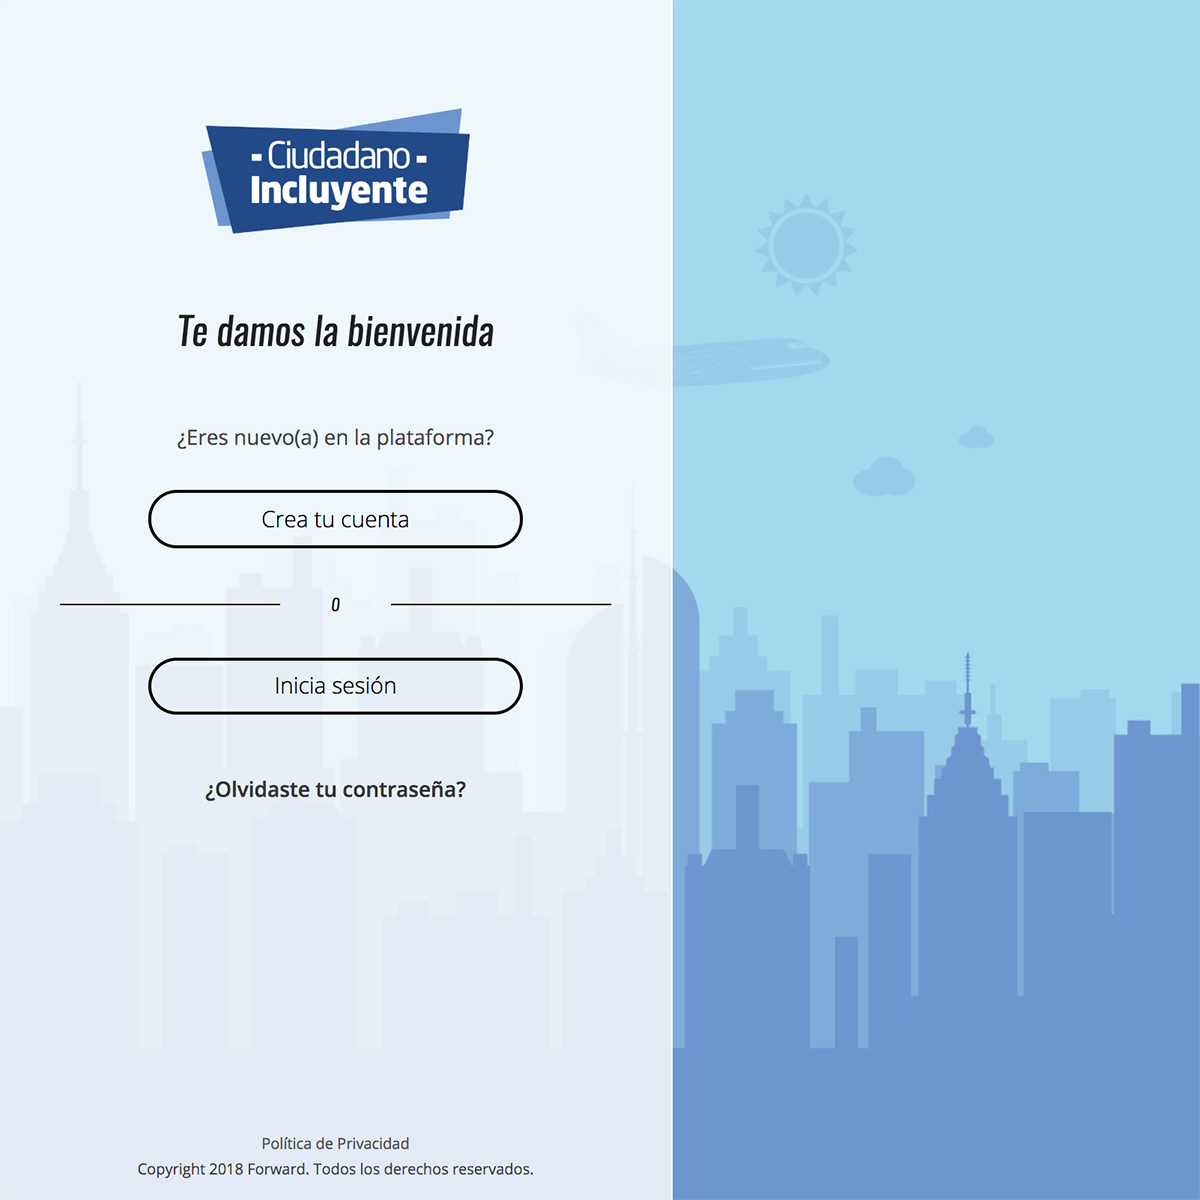 - Ciudadano -
Incluyente
Te damos la bienvenida
¿Eres nuevo(a) en la plataforma?
Crea tu cuenta
O
Inicia sesión
¿Olvidaste tu contraseña?
Política de Privacidad
Copyright 2018 Forward. Todos los derechos reservados.